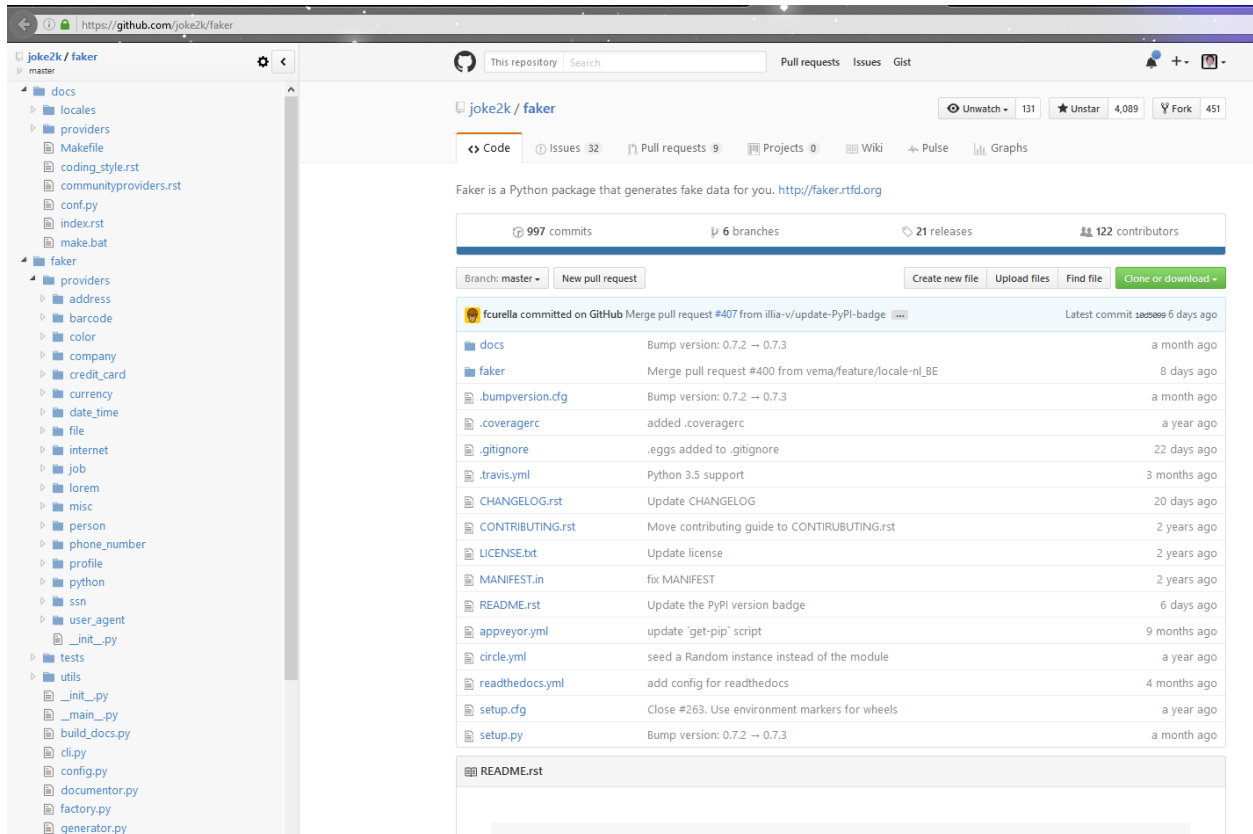 https://github.com/joke2k/faker
joke2k / faker
master
docs
locales
providers
Makefile
coding_style.rst
communityproviders.rst
conf.py
index.rst
make.bat
faker
providers
address
barcode
color
company
credit_card
currency
date_time
file
internet
job
lorem
misc
person
phone_number
profile
python
ssn
user_agent
__init__.py
tests
utils
__init__.py
__main__.py
build_docs.py
cli.py
config.py
documentor.py
factory.py
generator.py
This repository Search Pull requests Issues Gist
joke2k / faker Unwatch 131 Unstar 4,089 Fork 451
Code Issues 32 Pull requests 9 Projects 0 Wiki Pulse Graphs
Faker is a Python package that generates fake data for you. http://faker.rtfd.org
997 commits 6 branches 21 releases 122 contributors
Branch: master New pull request Create new file Upload files Find file Clone or download
fcurella committed on GitHub Merge pull request #407 from illia-v/update-PyPI-badge ... Latest commit 6 days ago
docs Bump version: 0.7.2 → 0.7.3 a month ago
faker Merge pull request #400 from vema/feature/locale-nl_BE 8 days ago
.bumpversion.cfg Bump version: 0.7.2 → 0.7.3 a month ago
.coveragerc added .coveragerc a year ago
.gitignore .eggs added to .gitignore 22 days ago
.travis.yml Python 3.5 support 3 months ago
CHANGELOG.rst Update CHANGELOG 20 days ago
CONTRIBUTING.rst Move contributing guide to CONTIRUBUTING.rst 2 years ago
LICENSE.txt Update license 2 years ago
MANIFEST.in fix MANIFEST 2 years ago
README.rst Update the PyPI version badge 6 days ago
appveyor.yml update `get-pip` script 9 months ago
circle.yml seed a Random instance instead of the module a year ago
readthedocs.yml add config for readthedocs 4 months ago
setup.cfg Close #263. Use environment markers for wheels a year ago
setup.py Bump version: 0.7.2 → 0.7.3 a month ago
README.rst